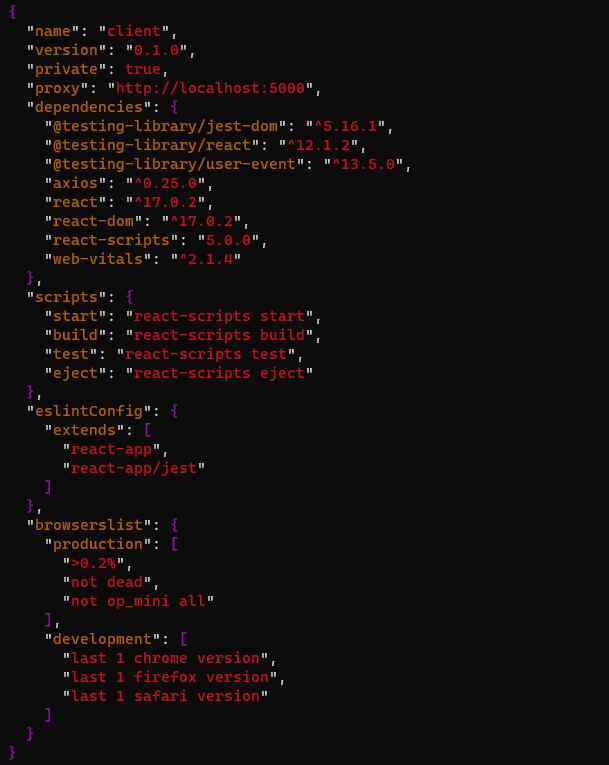 {
  "name": "client",
  "version": "0.1.0",
  "private": true,
  "proxy": "http://localhost:5000",
  "dependencies": {
    "@testing-library/jest-dom": "^5.16.1",
    "@testing-library/react": "^12.1.2",
    "@testing-library/user-event": "^13.5.0",
    "axios": "^0.25.0",
    "react": "^17.0.2",
    "react-dom": "^17.0.2",
    "react-scripts": "5.0.0",
    "web-vitals": "^2.1.4"
  },
  "scripts": {
    "start": "react-scripts start",
    "build": "react-scripts build",
    "test": "react-scripts test",
    "eject": "react-scripts eject"
  },
  "eslintConfig": {
    "extends": [
      "react-app",
      "react-app/jest"
    ]
  },
  "browserslist": {
    "production": [
      ">0.2%",
      "not dead",
      "not op_mini all"
    ],
    "development": [
      "last 1 chrome version",
      "last 1 firefox version",
      "last 1 safari version"
    ]
  }
}